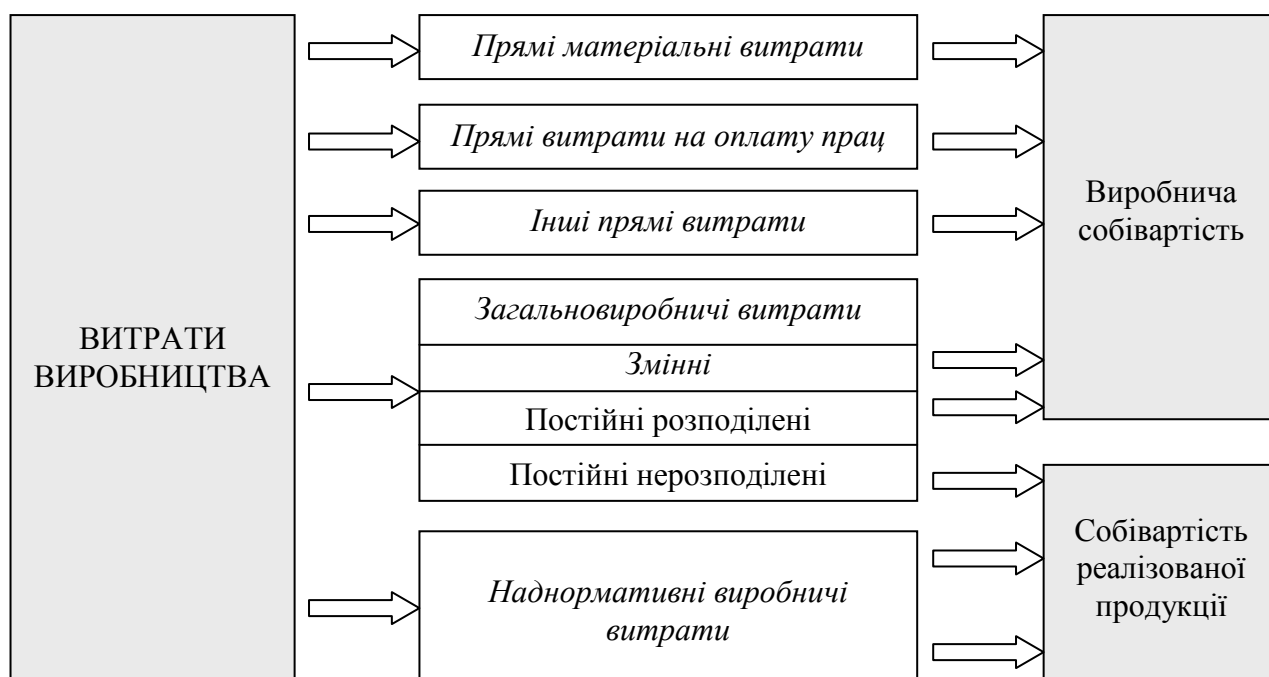 ВИТРАТИ
ВИРОБНИЦТВА
Прямі матеріальні витрати
Прямі витрати на оплату прац
Інші прямі витрати
Загальновиробничі витрати
Змінні
Постійні розподілені
Постійні нерозподілені
Наднормативні виробничі
витрати
Виробнича
собівартість
Собівартість
реалізованої
продукції